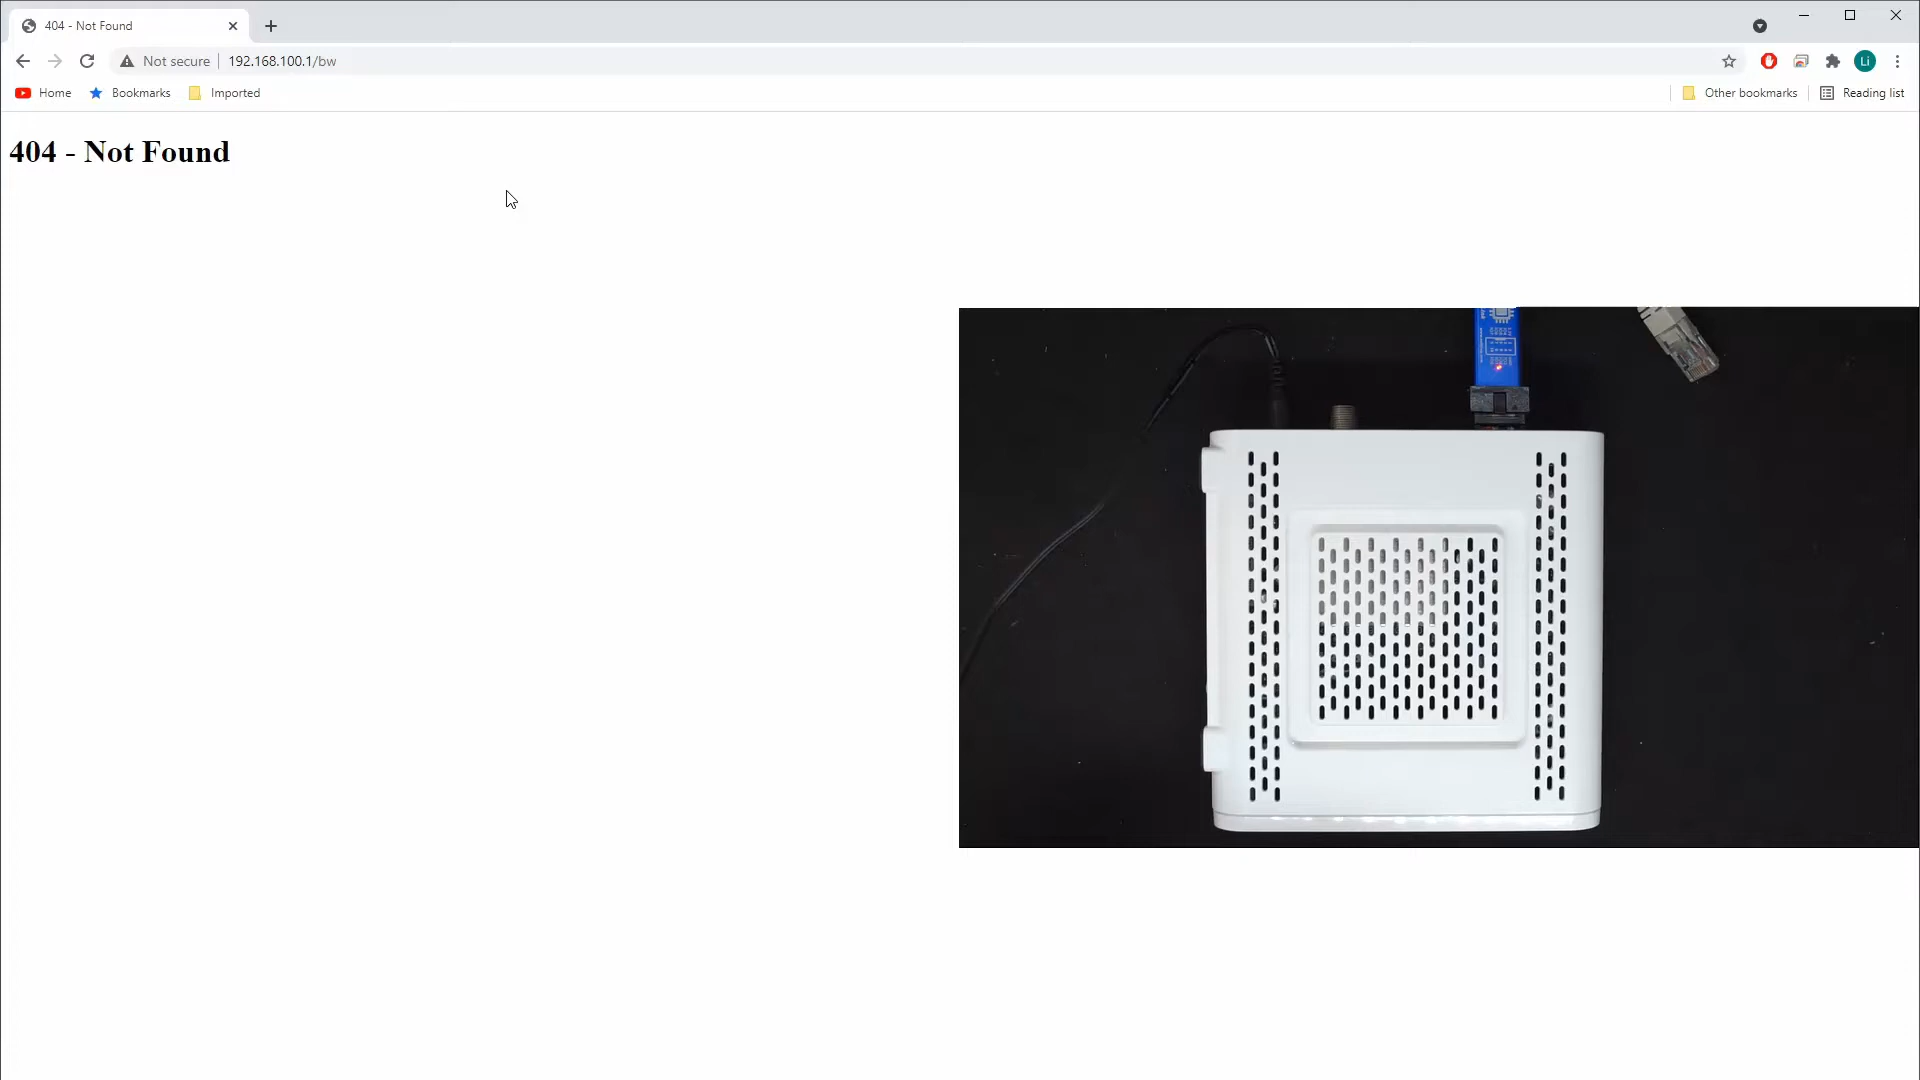 404 - Not Found
Not secure
192.168.100.1/bw
Li
Home
Bookmarks
Imported
Other bookmarks
Reading list
404 - Not Found